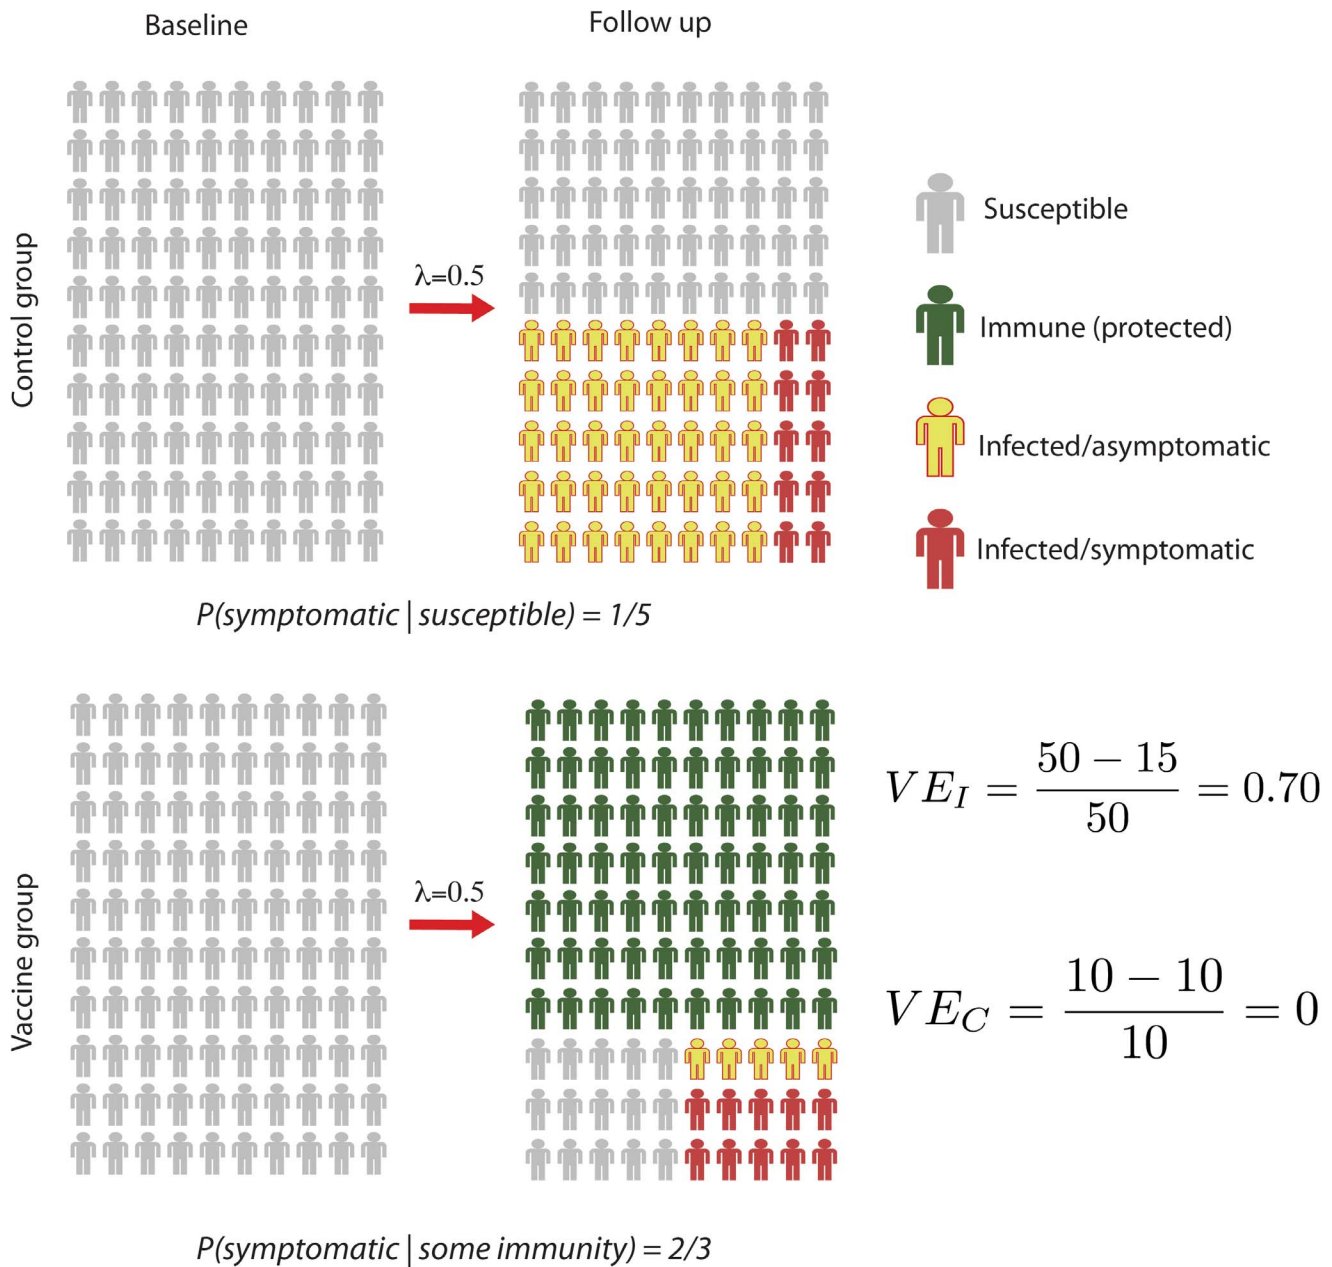 Baseline
Follow up
Control group
λ=0.5
Susceptible
Immune (protected)
Infected/asymptomatic
Infected/symptomatic
P(symptomatic | susceptible) = 1/5
Vaccine group
λ=0.5
VE_I = \frac{50 - 15}{50} = 0.70
VE_C = \frac{10 - 10}{10} = 0
P(symptomatic | some immunity) = 2/3